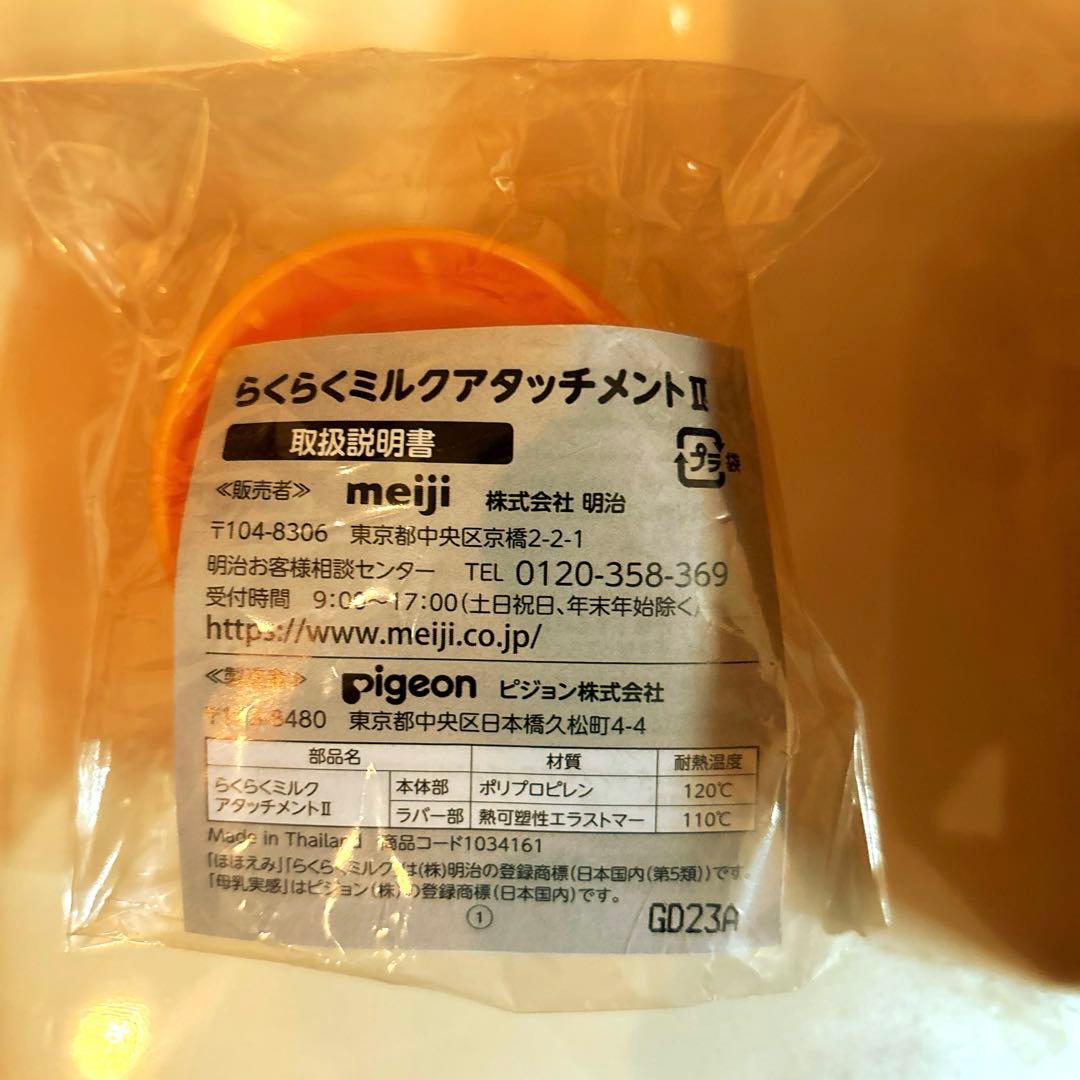 らくらくミルクアタッチメントⅡ
取扱説明書
プラ 袋
≪販売者≫ meiji 株式会社 明治
〒104-8306 東京都中央区京橋2-2-1
明治お客様相談センター TEL 0120-358-369
受付時間 9:00～17:00(土日祝日、年末年始除く)
https://www.meiji.co.jp/
pigeon ピジョン株式会社
8480 東京都中央区日本橋久松町4-4
部品名 材質 耐熱温度
らくらくミルクアタッチメントⅡ 本体部 ポリプロピレン 120℃
ラバー部 熱可塑性エラストマー 110℃
Made in Thailand 商品コード1034161
「ほほえみ」「らくらくミルク」は(株)明治の登録商標(日本国内(第5類))です。
「母乳実感」はピジョン(株)の登録商標(日本国内)です。
①
GD23A